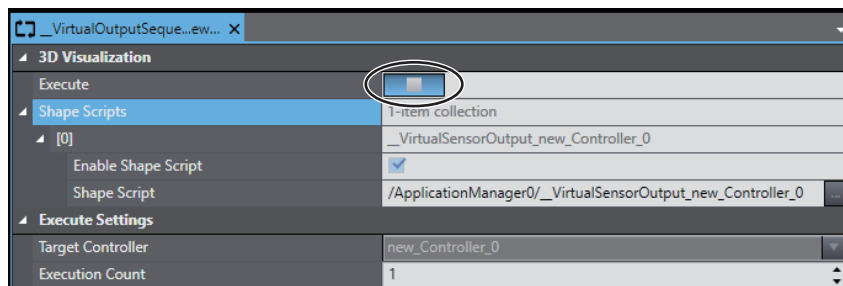 __VirtualOutputSeque...ew...
3D Visualization
Execute
Shape Scripts 1-item collection
[0] __VirtualSensorOutput_new_Controller_0
Enable Shape Script
Shape Script /ApplicationManager0/__VirtualSensorOutput_new_Controller_0 ...
Execute Settings
Target Controller new_Controller_0
Execution Count 1